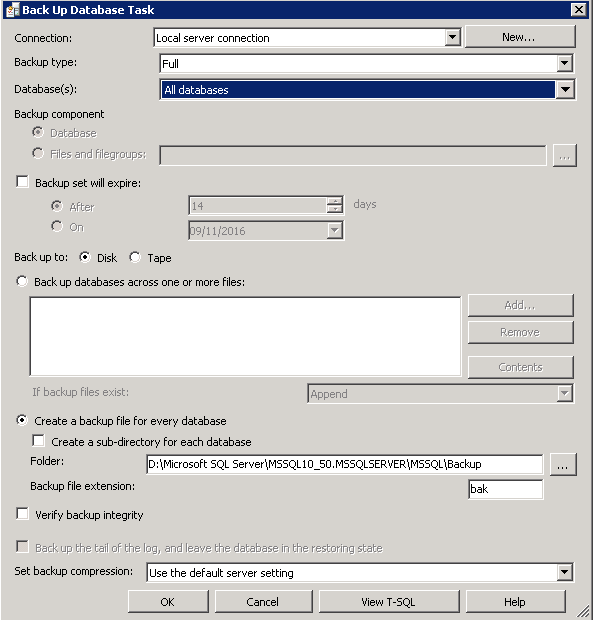 Back Up Database Task
Connection: Local server connection New...
Backup type: Full
Database(s): All databases
Backup component
Database
Files and filegroups: ...
Backup set will expire:
After 14 days
On 09/11/2016
Back up to: Disk Tape
Back up databases across one or more files:
Add...
Remove
Contents
If backup files exist: Append
Create a backup file for every database
Create a sub-directory for each database
Folder: D:\Microsoft SQL Server\MSSQL10_50.MSSQLSERVER\MSSQL\Backup ...
Backup file extension: bak
Verify backup integrity
Back up the tail of the log, and leave the database in the restoring state
Set backup compression: Use the default server setting
OK Cancel View T-SQL Help